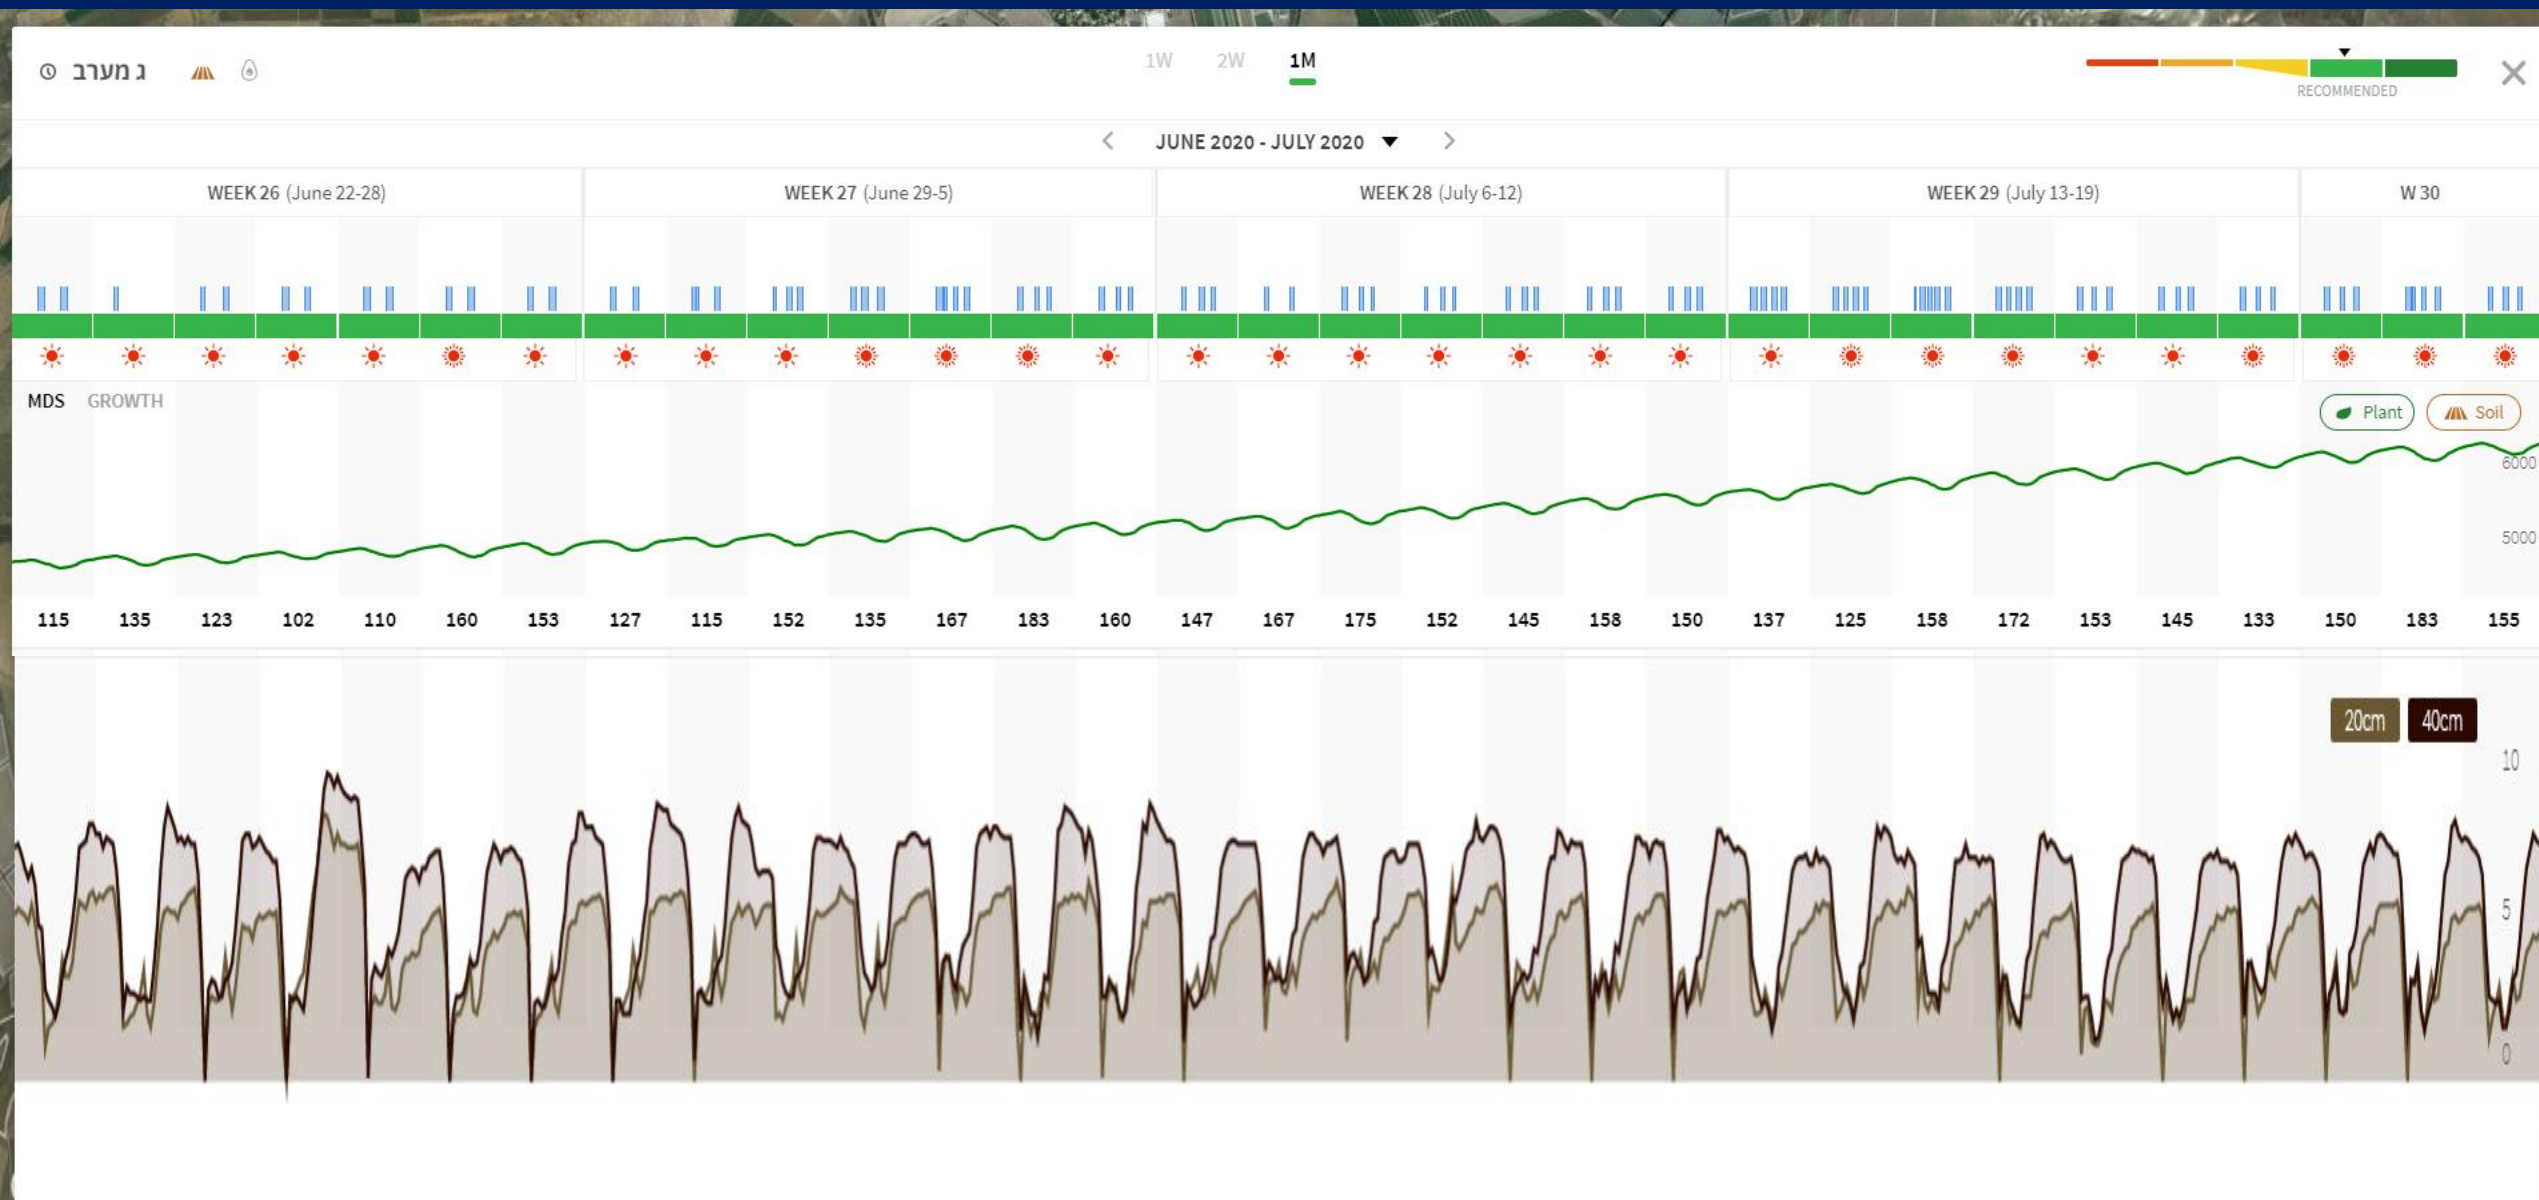 ג מערב
1W 2W 1M
RECOMMENDED
JUNE 2020 - JULY 2020
WEEK 26 (June 22-28) WEEK 27 (June 29-5) WEEK 28 (July 6-12) WEEK 29 (July 13-19) W 30
MDS GROWTH
Plant Soil
6000
5000
115 135 123 102 110 160 153 127 115 152 135 167 183 160 147 167 175 152 145 158 150 137 125 158 172 153 145 133 150 183 155
20cm 40cm
10
5
0